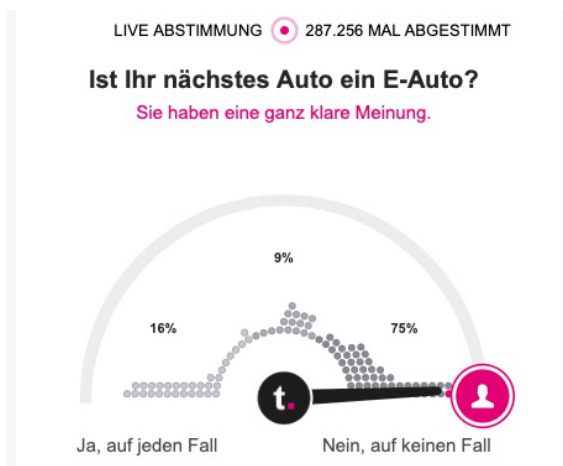 LIVE ABSTIMMUNG 287.256 MAL ABGESTIMMT
Ist Ihr nächstes Auto ein E-Auto?
Sie haben eine ganz klare Meinung.
9%
16%
75%
t.
Ja, auf jeden Fall
Nein, auf keinen Fall